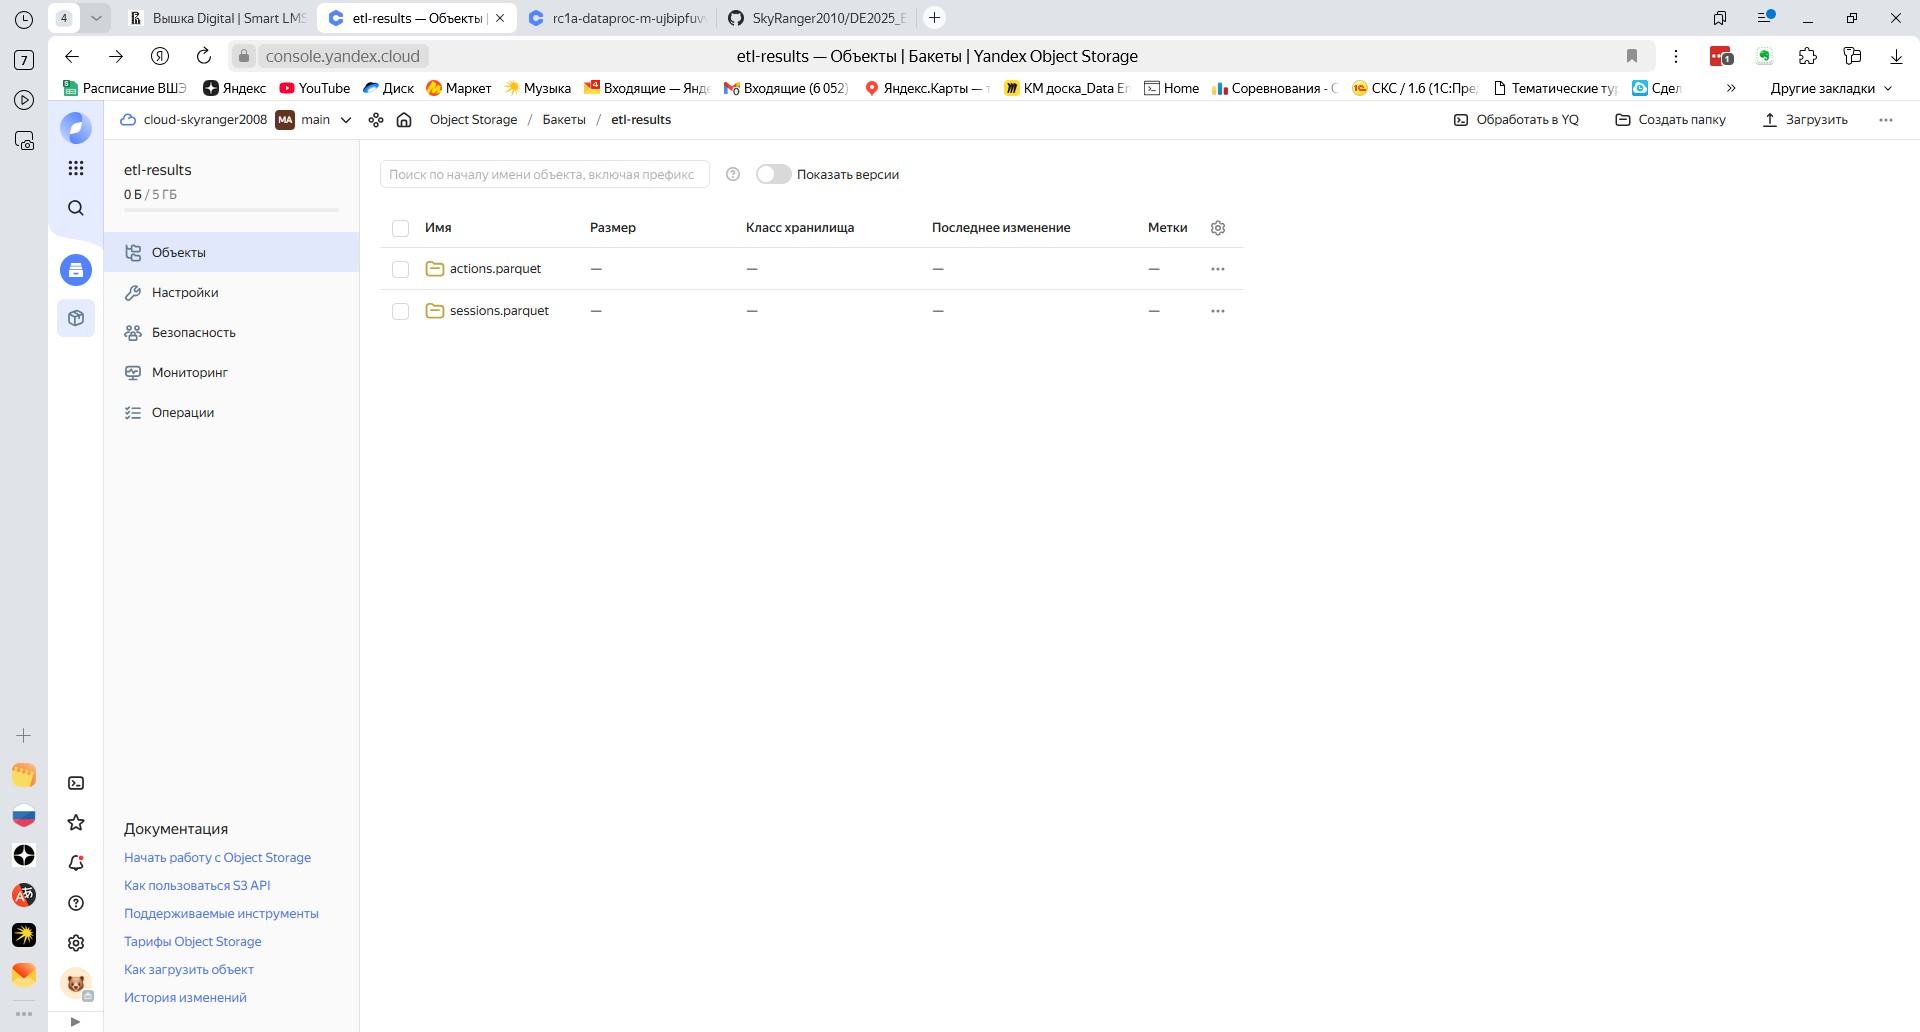 4
Вышка Digital | Smart LMS
etl-results — Объекты |
rc1a-dataproc-m-ujbipfuv
SkyRanger2010/DE2025_E
7
Я
console.yandex.cloud
etl-results — Объекты | Бакеты | Yandex Object Storage
1
Расписание ВШЭ
Яндекс
YouTube
Диск
Маркет
Музыка
4
Входящие — Янде
Входящие (6 052)
Яндекс.Карты — т
КМ доска_Data En
Home
Соревнования - С
1С
СКС / 1.6 (1С:Пре
Тематические тур
Сдел
»
Другие закладки
cloud-skyranger2008
MA
main
Object Storage / Бакеты / etl-results
Обработать в YQ
Создать папку
Загрузить
etl-results
0 Б / 5 ГБ
Объекты
Настройки
Безопасность
Мониторинг
Операции
Поиск по началу имени объекта, включая префикс
Показать версии
Имя Размер Класс хранилища Последнее изменение Метки
actions.parquet — — — —
sessions.parquet — — — —
Документация
Начать работу с Object Storage
Как пользоваться S3 API
Поддерживаемые инструменты
Тарифы Object Storage
Как загрузить объект
История изменений